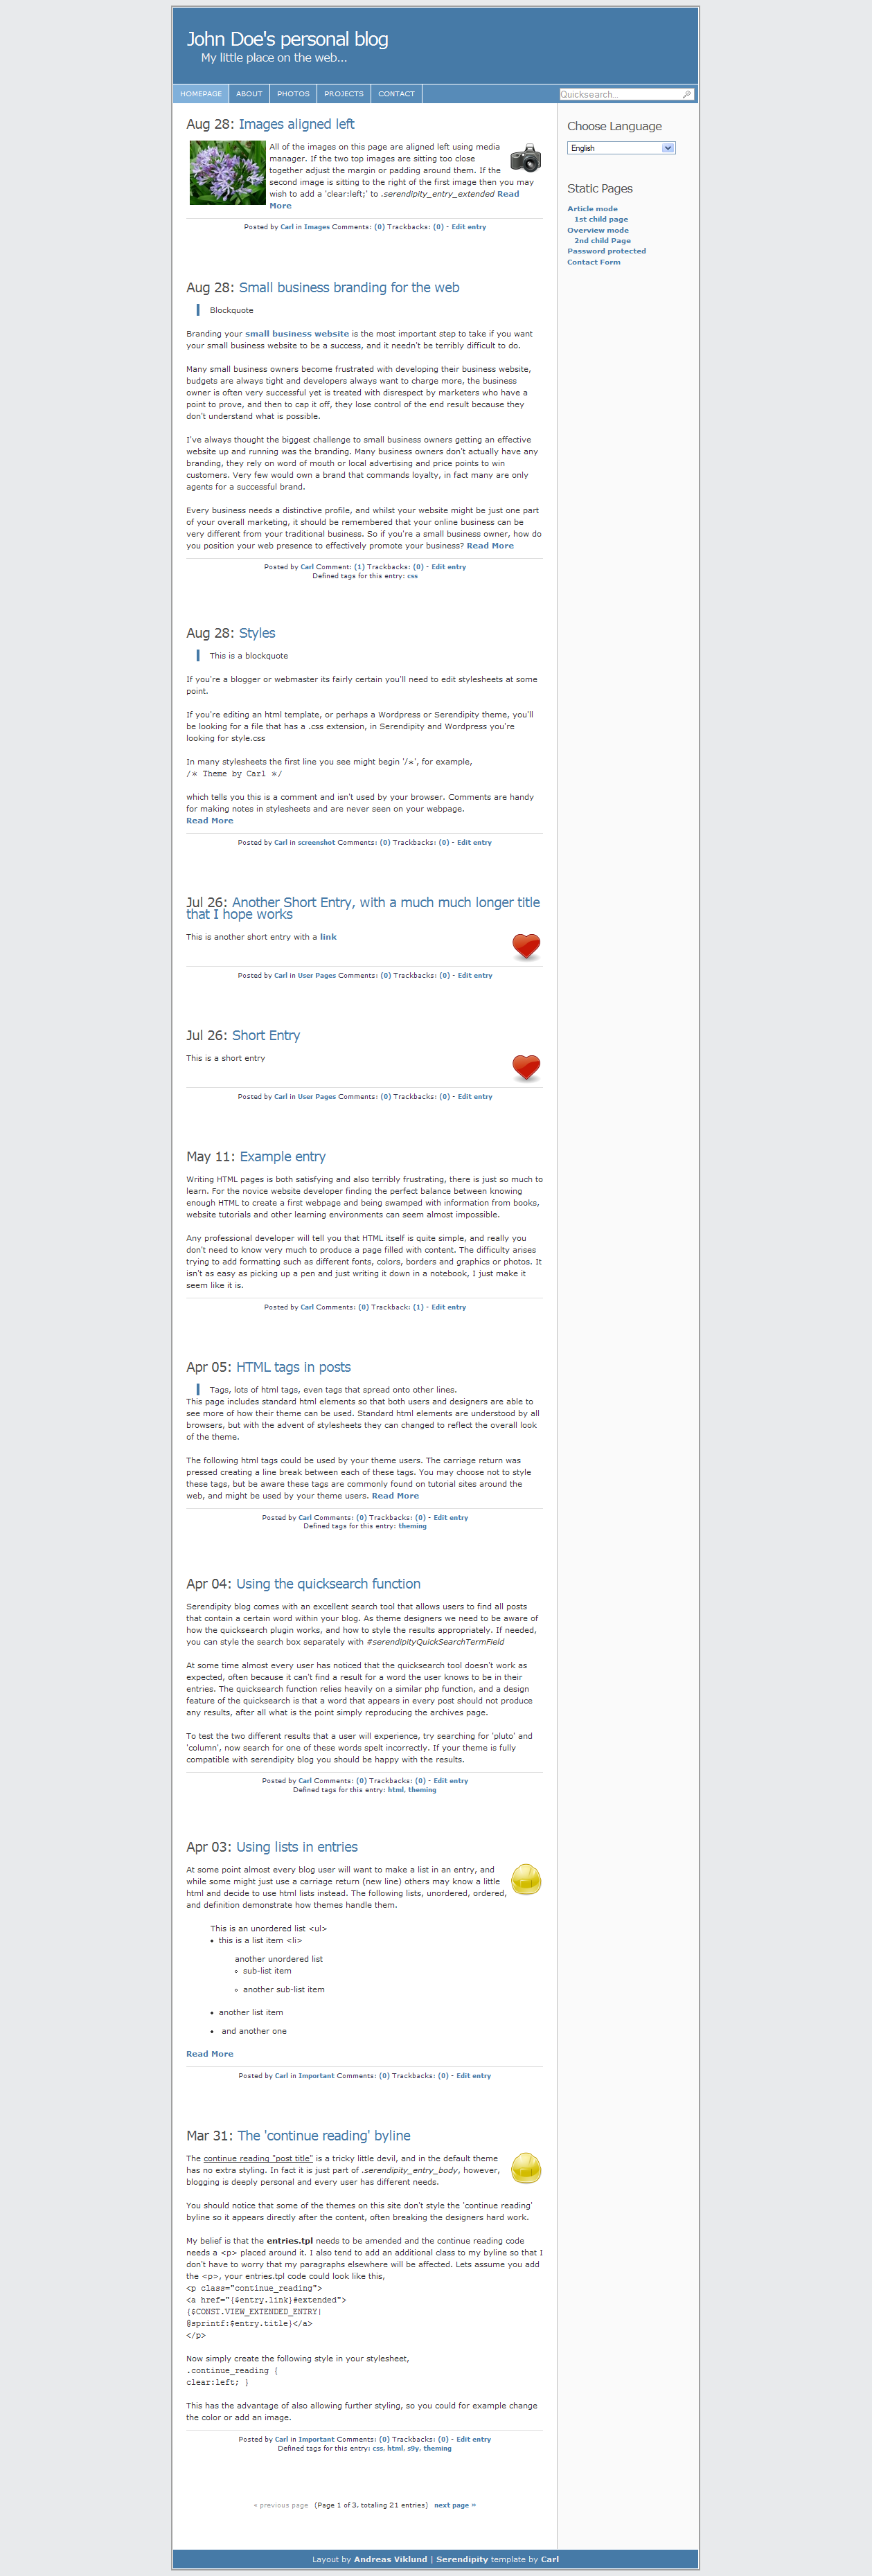 John Doe's personal blog
My little place on the web...
HOMEPAGE ABOUT PHOTOS PROJECTS CONTACT Quicksearch...
Aug 28: Images aligned left
All of the images on this page are aligned left using media
manager. If the two top images are sitting too close
together adjust the margin or padding around them. If the
second image is sitting to the right of the first image then you may
wish to add a 'clear:left;' to .serendipity_entry_extended Read
More
Posted by Carl in Images Comments: (0) Trackbacks: (0) - Edit entry
Aug 28: Small business branding for the web
Blockquote
Branding your small business website is the most important step to take if you want
your small business website to be a success, and it needn't be terribly difficult to do.
Many small business owners become frustrated with developing their business website,
budgets are always tight and developers always want to charge more, the business
owner is often very successful yet is treated with disrespect by marketers who have a
point to prove, and then to cap it off, they lose control of the end result because they
don't understand what is possible.
I've always thought the biggest challenge to small business owners getting an effective
website up and running was the branding. Many business owners don't actually have any
branding, they rely on word of mouth or local advertising and price points to win
customers. Very few would own a brand that commands loyalty, in fact many are only
agents for a successful brand.
Every business needs a distinctive profile, and whilst your website might be just one part
of your overall marketing, it should be remembered that your online business can be
very different from your traditional business. So if you're a small business owner, how do
you position your web presence to effectively promote your business? Read More
Posted by Carl Comment: (1) Trackbacks: (0) - Edit entry
Defined tags for this entry: css
Aug 28: Styles
This is a blockquote
If you're a blogger or webmaster its fairly certain you'll need to edit stylesheets at some
point.
If you're editing an html template, or perhaps a Wordpress or Serendipity theme, you'll
be looking for a file that has a .css extension, in Serendipity and Wordpress you're
looking for style.css
In many stylesheets the first line you see might begin '/*', for example,
/* Theme by Carl */
which tells you this is a comment and isn't used by your browser. Comments are handy
for making notes in stylesheets and are never seen on your webpage.
Read More
Posted by Carl in screenshot Comments: (0) Trackbacks: (0) - Edit entry
Jul 26: Another Short Entry, with a much much longer title
that I hope works
This is another short entry with a link
Posted by Carl in User Pages Comments: (0) Trackbacks: (0) - Edit entry
Jul 26: Short Entry
This is a short entry
Posted by Carl in User Pages Comments: (0) Trackbacks: (0) - Edit entry
May 11: Example entry
Writing HTML pages is both satisfying and also terribly frustrating, there is just so much to
learn. For the novice website developer finding the perfect balance between knowing
enough HTML to create a first webpage and being swamped with information from books,
website tutorials and other learning environments can seem almost impossible.
Any professional developer will tell you that HTML itself is quite simple, and really you
don't need to know very much to produce a page filled with content. The difficulty arises
trying to add formatting such as different fonts, colors, borders and graphics or photos. It
isn't as easy as picking up a pen and just writing it down in a notebook, I just make it
seem like it is.
Posted by Carl Comments: (0) Trackback: (1) - Edit entry
Apr 05: HTML tags in posts
Tags, lots of html tags, even tags that spread onto other lines.
This page includes standard html elements so that both users and designers are able to
see more of how their theme can be used. Standard html elements are understood by all
browsers, but with the advent of stylesheets they can changed to reflect the overall look
of the theme.
The following html tags could be used by your theme users. The carriage return was
pressed creating a line break between each of these tags. You may choose not to style
these tags, but be aware these tags are commonly found on tutorial sites around the
web, and might be used by your theme users. Read More
Posted by Carl Comments: (0) Trackbacks: (0) - Edit entry
Defined tags for this entry: theming
Apr 04: Using the quicksearch function
Serendipity blog comes with an excellent search tool that allows users to find all posts
that contain a certain word within your blog. As theme designers we need to be aware of
how the quicksearch plugin works, and how to style the results appropriately. If needed,
you can style the search box separately with #serendipityQuickSearchTermField
At some time almost every user has noticed that the quicksearch tool doesn't work as
expected, often because it can't find a result for a word the user knows to be in their
entries. The quicksearch function relies heavily on a similar php function, and a design
feature of the quicksearch is that a word that appears in every post should not produce
any results, after all what is the point simply reproducing the archives page.
To test the two different results that a user will experience, try searching for 'pluto' and
'column', now search for one of these words spelt incorrectly. If your theme is fully
compatible with serendipity blog you should be happy with the results.
Posted by Carl Comments: (0) Trackbacks: (0) - Edit entry
Defined tags for this entry: html, theming
Apr 03: Using lists in entries
At some point almost every blog user will want to make a list in an entry, and
while some might just use a carriage return (new line) others may know a little
html and decide to use html lists instead. The following lists, unordered, ordered,
and definition demonstrate how themes handle them.
This is an unordered list <ul>
• this is a list item <li>
another unordered list
◦ sub-list item
◦ another sub-list item
• another list item
• and another one
Read More
Posted by Carl in Important Comments: (0) Trackbacks: (0) - Edit entry
Mar 31: The 'continue reading' byline
The continue reading "post title" is a tricky little devil, and in the default theme
has no extra styling. In fact it is just part of .serendipity_entry_body, however,
blogging is deeply personal and every user has different needs.
You should notice that some of the themes on this site don't style the 'continue reading'
byline so it appears directly after the content, often breaking the designers hard work.
My belief is that the entries.tpl needs to be amended and the continue reading code
needs a <p> placed around it. I also tend to add an additional class to my byline so that I
don't have to worry that my paragraphs elsewhere will be affected. Lets assume you add
the <p>, your entries.tpl code could look like this,
<p class="continue_reading">
<a href="{$entry.link}#extended">
{$CONST.VIEW_EXTENDED_ENTRY|
@sprintf:$entry.title}</a>
</p>
Now simply create the following style in your stylesheet,
.continue_reading {
clear:left; }
This has the advantage of also allowing further styling, so you could for example change
the color or add an image.
Posted by Carl in Important Comments: (0) Trackbacks: (0) - Edit entry
Defined tags for this entry: css, html, s9y, theming
« previous page (Page 1 of 3, totaling 21 entries) next page »
Choose Language
English
Static Pages
Article mode
1st child page
Overview mode
2nd child Page
Password protected
Contact Form
Layout by Andreas Viklund | Serendipity template by Carl